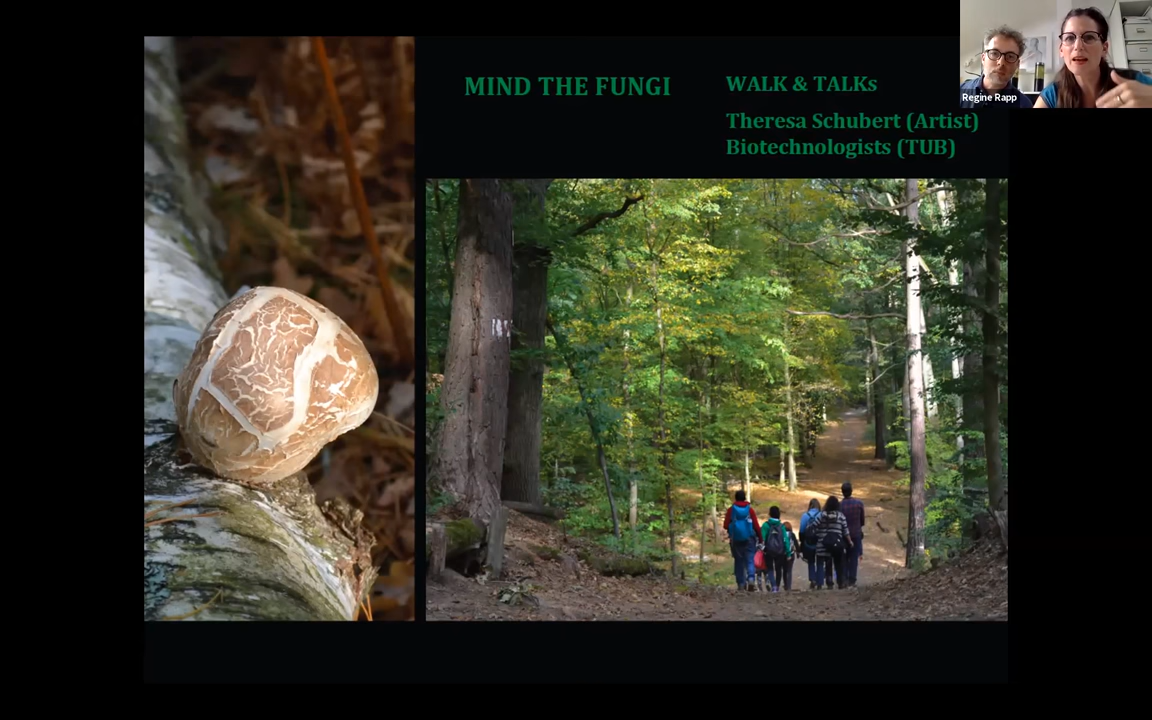 MIND THE FUNGI
WALK & TALKs
Theresa Schubert (Artist)
Biotechnologists (TUB)
Regine Rapp